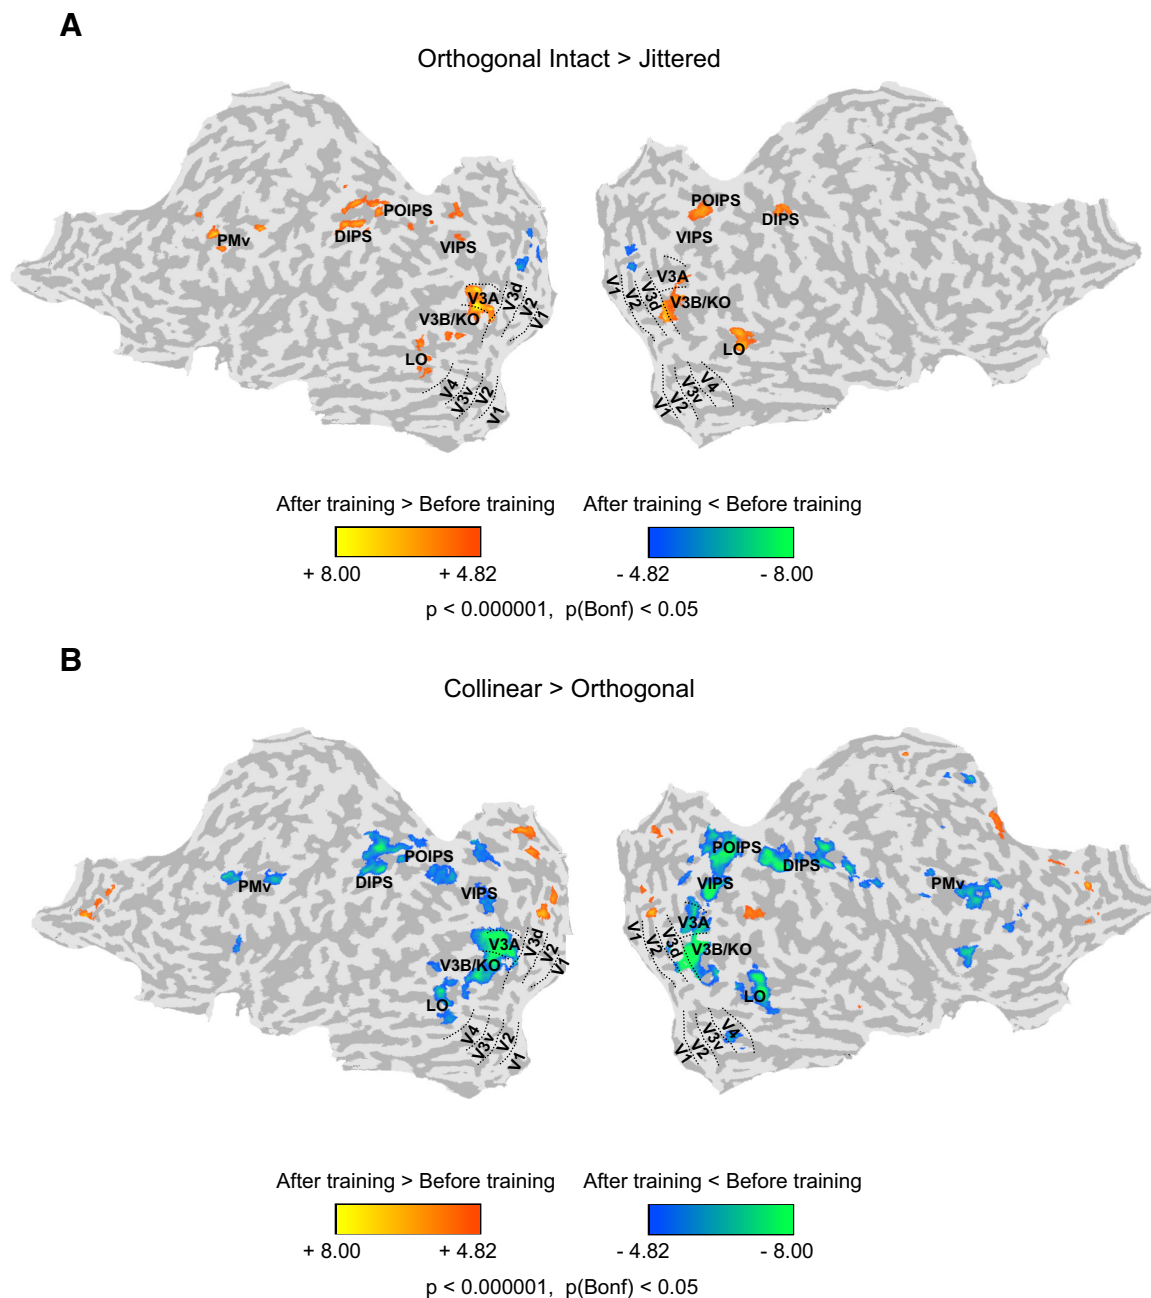 A
Orthogonal Intact > Jittered
POIPS
DIPS
PMv
VIPS
V3A
V3d
V2
V1
V3B/KO
LO
V4
V3v
V2
V1
POIPS
DIPS
VIPS
V3A
V1
V2
V3d
V3B/KO
LO
V4
V3v
V2
V1
After training > Before training
After training < Before training
+ 8.00
+ 4.82
- 4.82
- 8.00
p < 0.000001, p(Bonf) < 0.05
B
Collinear > Orthogonal
POIPS
DIPS
PMv
VIPS
V3A
V3d
V2
V1
V3B/KO
LO
V4
V3v
V2
V1
POIPS
DIPS
VIPS
PMv
V3A
V1
V2
V3d
V3B/KO
LO
V4
V3v
V2
V1
After training > Before training
After training < Before training
+ 8.00
+ 4.82
- 4.82
- 8.00
p < 0.000001, p(Bonf) < 0.05